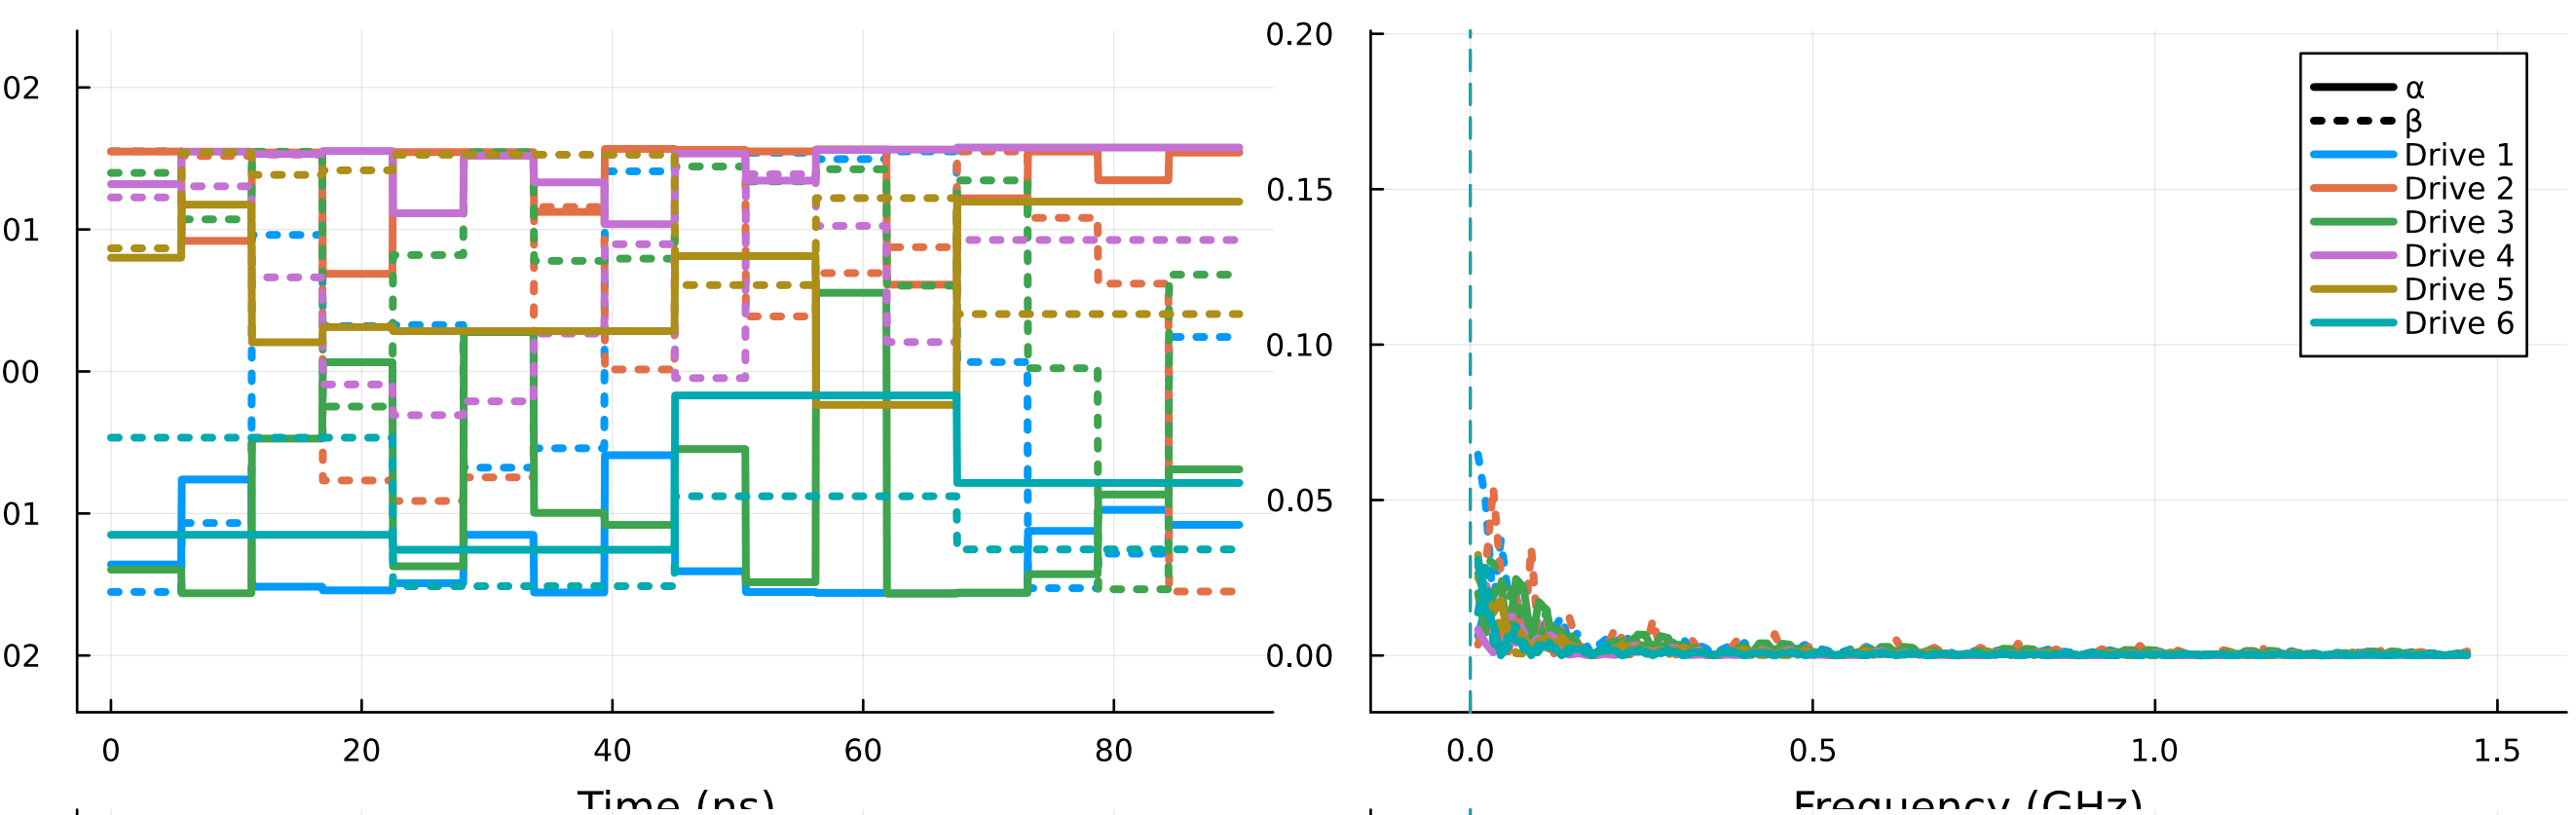 02
01
00
01
02
0
20
40
60
80
Time (ns)
0.20
0.15
0.10
0.05
0.00
0.0
0.5
1.0
1.5
Frequency (GHz)
α
β
Drive 1
Drive 2
Drive 3
Drive 4
Drive 5
Drive 6